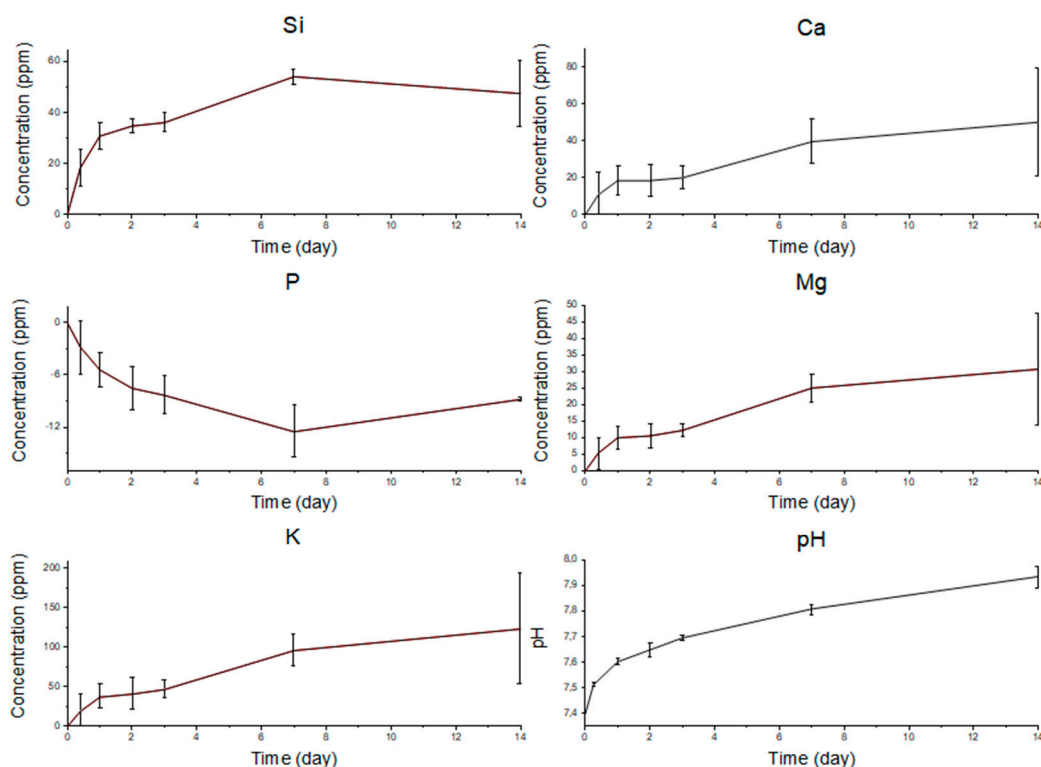 Si
Concentration (ppm)
60
40
20
0
0 2 4 6 8 10 12 14
Time (day)
Ca
Concentration (ppm)
80
60
40
20
0
0 2 4 6 8 10 12 14
Time (day)
P
Concentration (ppm)
0
-6
-12
0 2 4 6 8 10 12 14
Time (day)
Mg
Concentration (ppm)
50
45
40
35
30
25
20
15
10
5
0
0 2 4 6 8 10 12 14
Time (day)
K
Concentration (ppm)
200
150
100
50
0
0 2 4 6 8 10 12 14
Time (day)
pH
pH
8,0
7,9
7,8
7,7
7,6
7,5
7,4
0 2 4 6 8 10 12 14
Time (day)